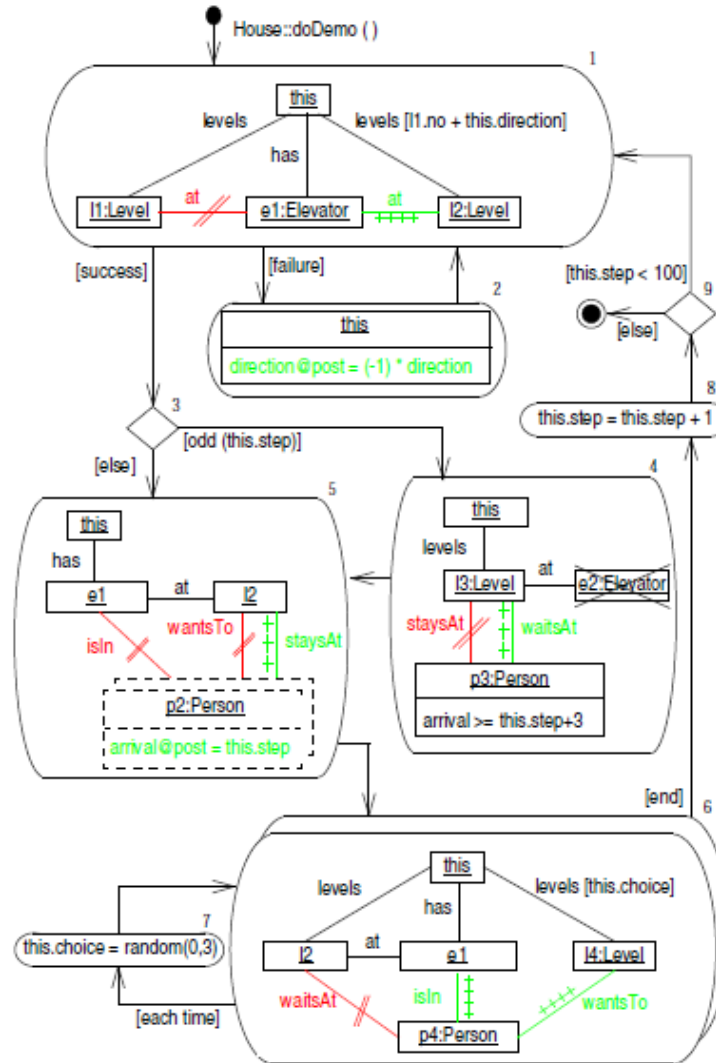 House::doDemo ( )
1
this
levels
levels [l1.no + this.direction]
has
l1:Level
at
e1:Elevator
at
l2:Level
[success]
[failure]
[this.step < 100]
2
this
direction@post = (-1) * direction
9
[else]
8
this.step = this.step + 1
3
[odd (this.step)]
[else]
5
this
has
e1
at
l2
isIn
wantsTo
staysAt
p2:Person
arrival@post = this.step
4
this
levels
l3:Level
at
e2:Elevator
staysAt
waitsAt
p3:Person
arrival >= this.step+3
[end]
6
this
levels
levels [this.choice]
has
l2
at
e1
l4:Level
waitsAt
isIn
wantsTo
p4:Person
7
this.choice = random(0,3)
[each time]